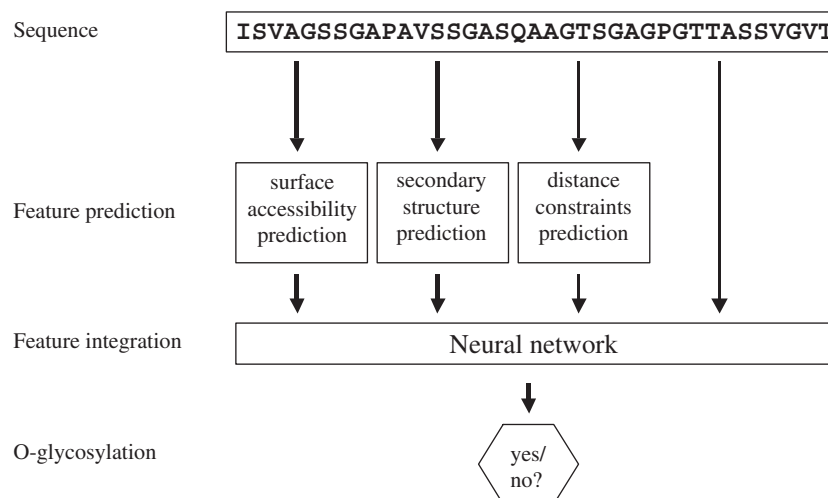 Sequence
ISVAGSSGAPAVSSGASQAAGTSGAGPGTTASSVGVT
Feature prediction
surface
accessibility
prediction
secondary
structure
prediction
distance
constraints
prediction
Feature integration
Neural network
O-glycosylation
yes/
no?